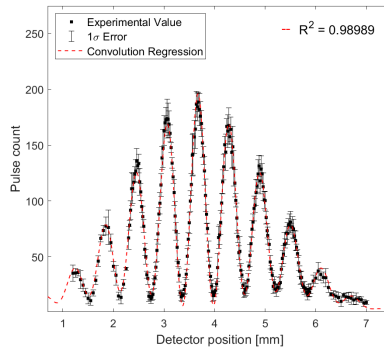 Experimental Value
1σ Error
Convolution Regression
R² = 0.98989
250
200
150
100
50
Pulse count
1 2 3 4 5 6 7
Detector position [mm]